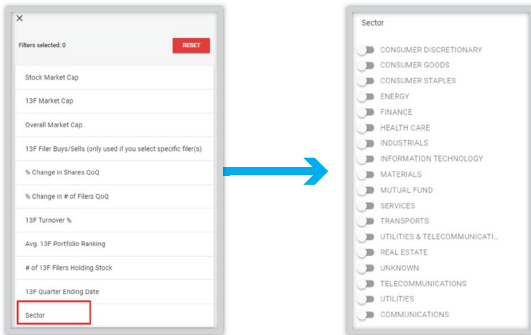 ×
Filters selected: 0
RESET
Stock Market Cap
13F Market Cap
Overall Market Cap
13F Filer Buys/Sells (only used if you select specific filer(s)
% Change in Shares QoQ
% Change in # of Filers QoQ
13F Turnover %
Avg. 13F Portfolio Ranking
# of 13F Filers Holding Stock
13F Quarter Ending Date
Sector
Sector
CONSUMER DISCRETIONARY
CONSUMER GOODS
CONSUMER STAPLES
ENERGY
FINANCE
HEALTH CARE
INDUSTRIALS
INFORMATION TECHNOLOGY
MATERIALS
MUTUAL FUND
SERVICES
TRANSPORTS
UTILITIES & TELECOMMUNICATI...
REAL ESTATE
UNKNOWN
TELECOMMUNICATIONS
UTILITIES
COMMUNICATIONS